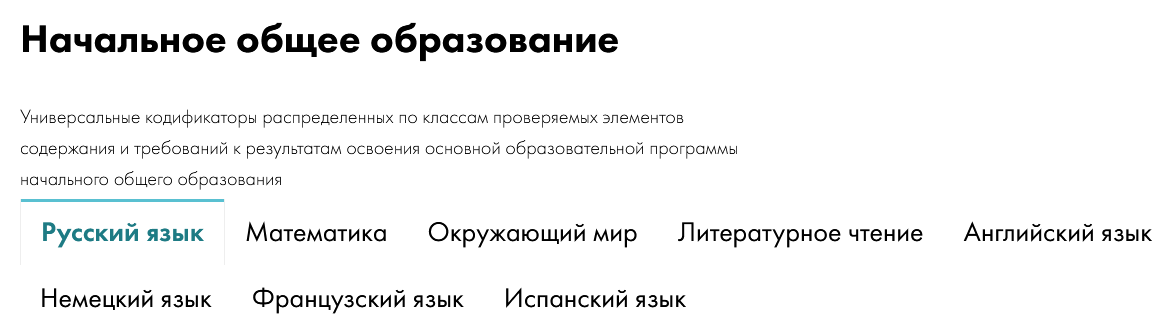 Начальное общее образование
Универсальные кодификаторы распределенных по классам проверяемых элементов
содержания и требований к результатам освоения основной образовательной программы
начального общего образования
Русский язык Математика Окружающий мир Литературное чтение Английский язык
Немецкий язык Французский язык Испанский язык